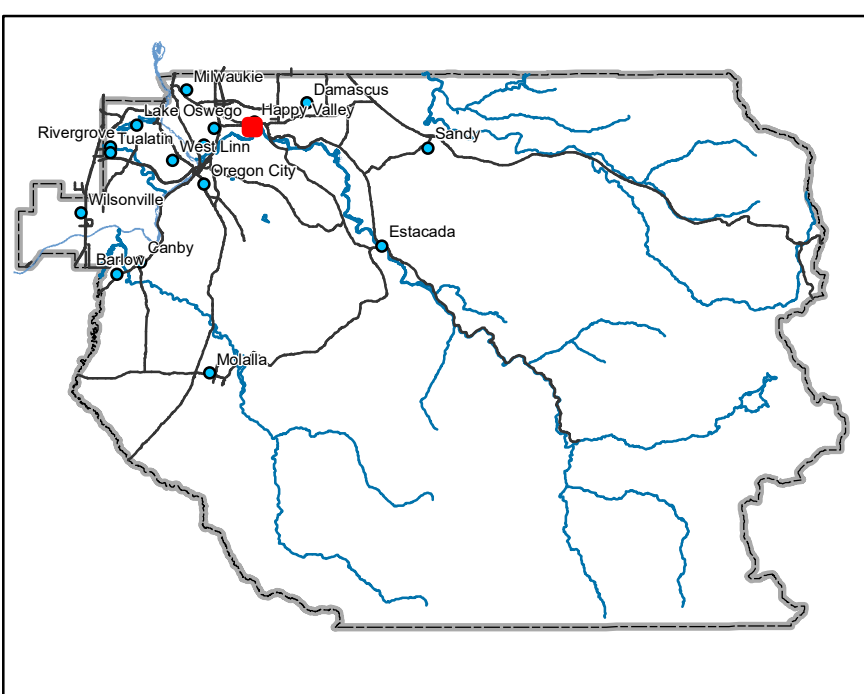 Milwaukie
Damascus
Lake Oswego
Happy Valley
Rivergrove
Tualatin
Sandy
West Linn
Oregon City
Wilsonville
Estacada
Canby
Barlow
Molalla